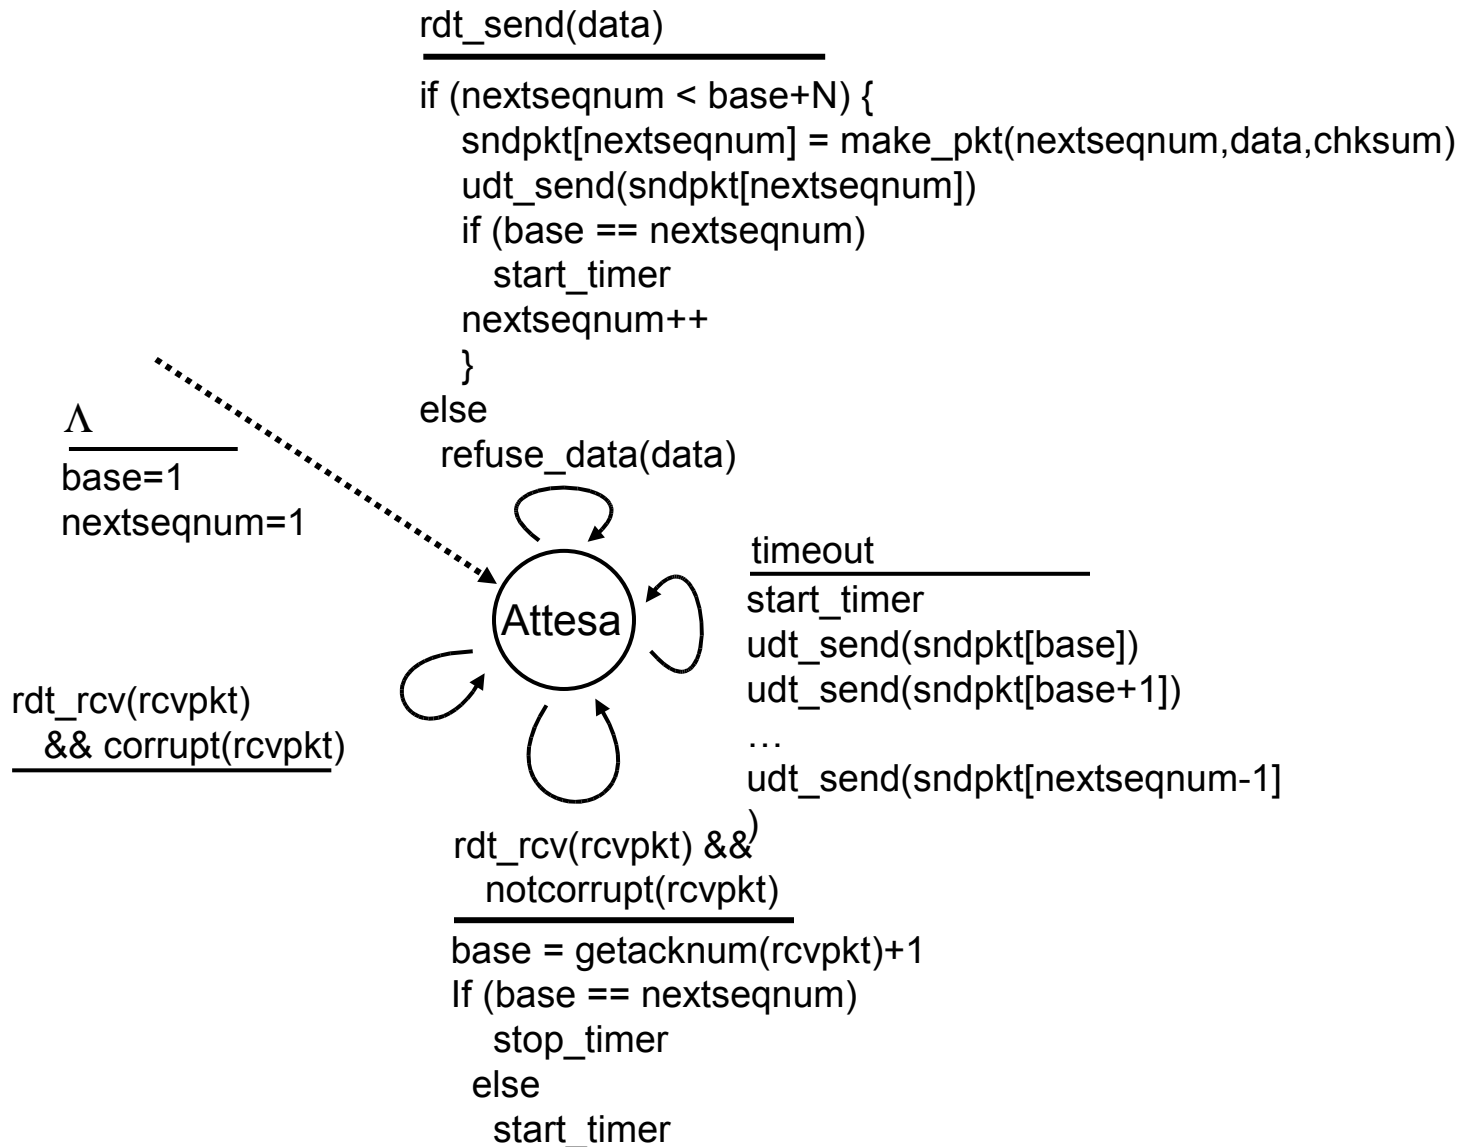 rdt_send(data)
if (nextseqnum < base+N) {
sndpkt[nextseqnum] = make_pkt(nextseqnum,data,chksum)
udt_send(sndpkt[nextseqnum])
if (base == nextseqnum)
start_timer
nextseqnum++
}
else
refuse_data(data)
Λ
base=1
nextseqnum=1
Attesa
timeout
start_timer
udt_send(sndpkt[base])
udt_send(sndpkt[base+1])
…
udt_send(sndpkt[nextseqnum-1]
)
rdt_rcv(rcvpkt)
&& corrupt(rcvpkt)
rdt_rcv(rcvpkt) &&
notcorrupt(rcvpkt)
base = getacknum(rcvpkt)+1
If (base == nextseqnum)
stop_timer
else
start_timer